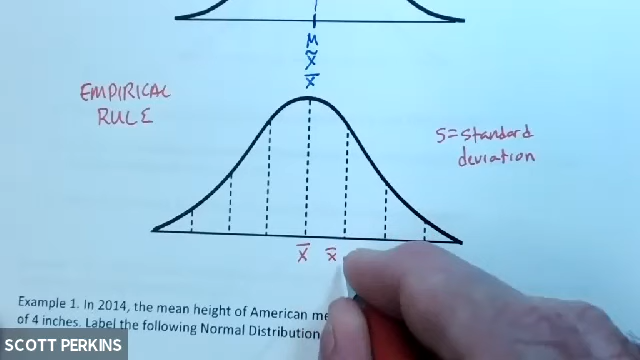 μ
x̃
x̄
EMPIRICAL
RULE
S=standard
deviation
x̄ x̄
Example 1. In 2014, the mean height of American me
of 4 inches. Label the following Normal Distribution
SCOTT PERKINS